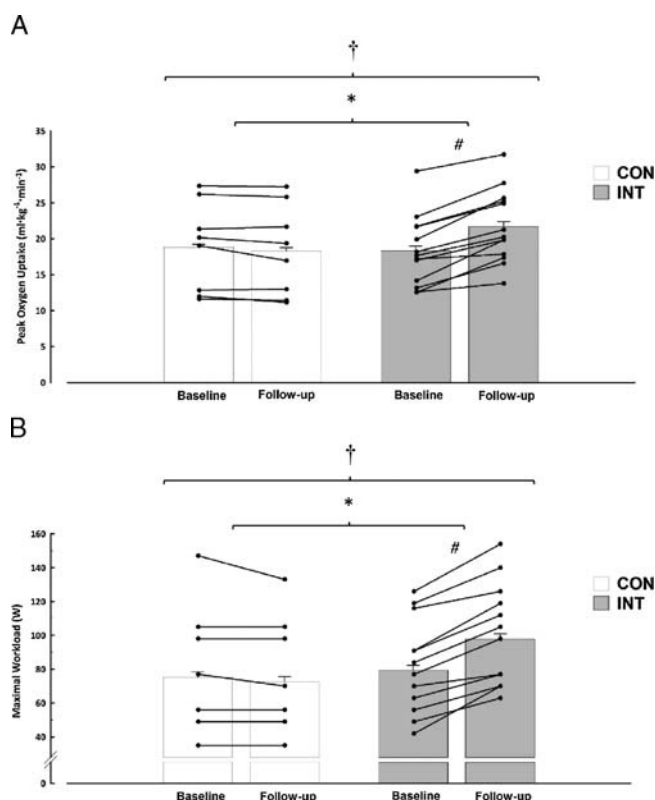 A
†
*
#
35
30
25
20
15
10
5
0
Peak Oxygen Uptake (ml·kg⁻¹·min⁻¹)
CON
INT
Baseline Follow-up Baseline Follow-up
B
†
*
#
160
140
120
100
80
60
40
0
Maximal Workload (W)
CON
INT
Baseline Follow-up Baseline Follow-up